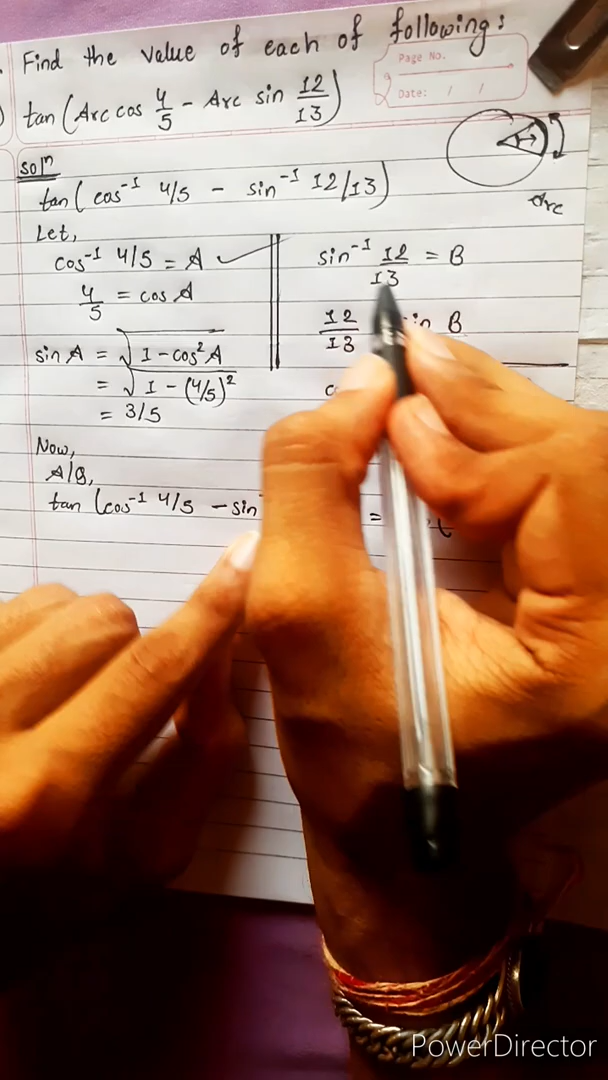 Find the value of each of following:
tan(Arc cos 4/5 - Arc sin 12/13)
Page No.
Date: / /
solⁿ
tan( cos⁻¹ 4/5 - sin⁻¹ 12/13)
Arc
Let,
cos⁻¹ 4/5 = A
4/5 = cos A
sin A = √1-cos²A
= √1-(4/5)²
= 3/5
sin⁻¹ 12/13 = B
12/13 B
Now,
A/Q,
tan (cos⁻¹ 4/5 - sin =
PowerDirector